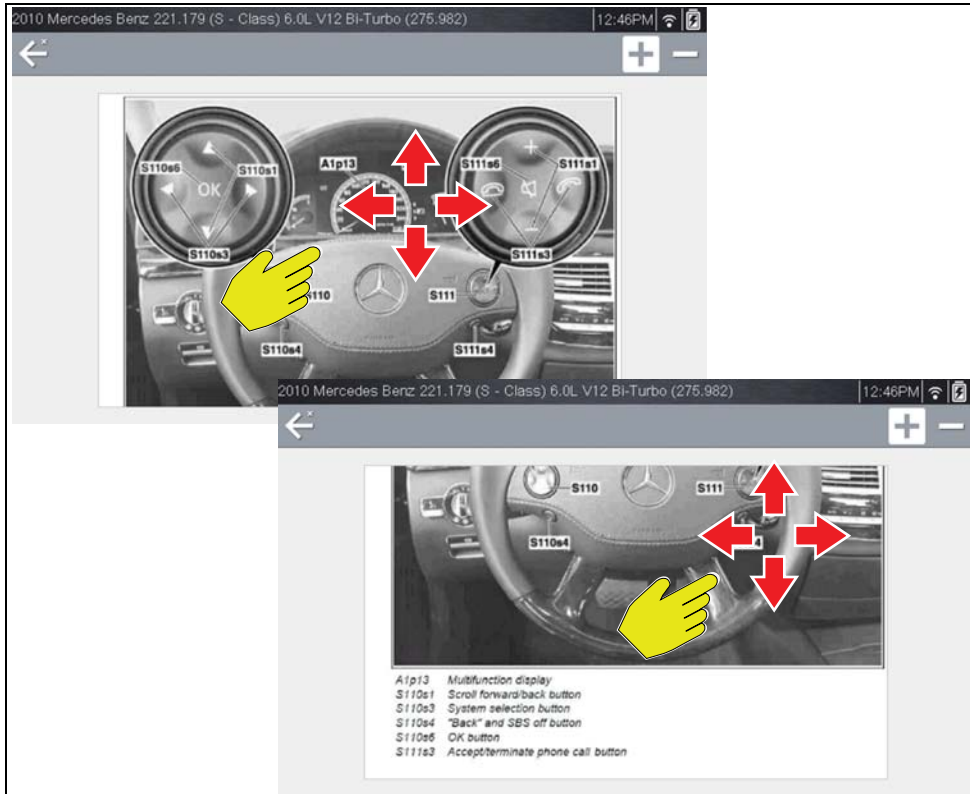 2010 Mercedes Benz 221.179 (S - Class) 6.0L V12 Bi-Turbo (275.982) 12:46PM
A1p13
S110s6
S110s1
OK
S111s6
S111s1
S110s3
S111s3
S110
S111
S110s4
S111s4
2010 Mercedes Benz 221.179 (S - Class) 6.0L V12 Bi-Turbo (275.982) 12:46PM
S110
S111
S110s4
4
A1p13 Multifunction display
S110s1 Scroll forward/back button
S110s3 System selection button
S110s4 "Back" and SBS off button
S110s6 OK button
S111s3 Accept/terminate phone call button